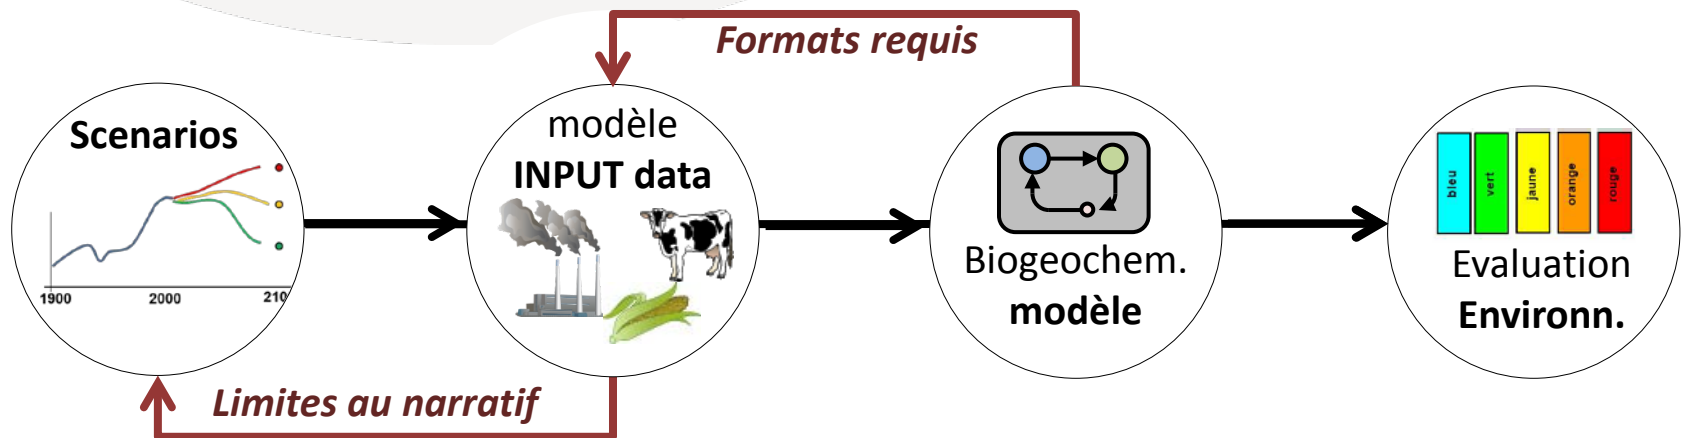 Formats requis
Scenarios
1900
2000
210
modèle
INPUT data
Biogeochem.
modèle
bleu
vert
jaune
orange
rouge
Evaluation
Environn.
Limites au narratif